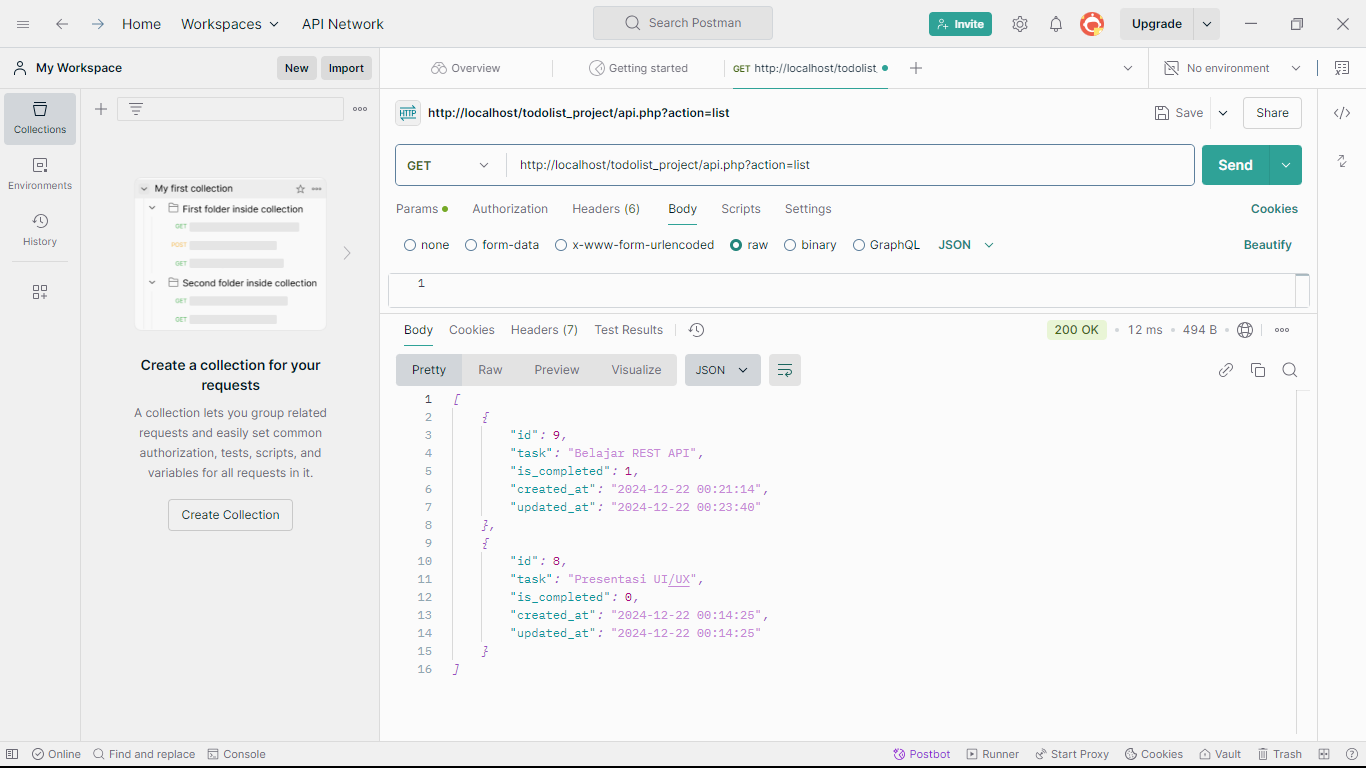 Home Workspaces API Network Search Postman Invite Upgrade
My Workspace New Import
Overview Getting started GET http://localhost/todolist_ No environment
Collections
Environments
History
My first collection
First folder inside collection
GET
POST
GET
Second folder inside collection
GET
GET
Create a collection for your
requests
A collection lets you group related
requests and easily set common
authorization, tests, scripts, and
variables for all requests in it.
Create Collection
HTTP http://localhost/todolist_project/api.php?action=list Save Share
GET http://localhost/todolist_project/api.php?action=list Send
Params Authorization Headers (6) Body Scripts Settings Cookies
none form-data x-www-form-urlencoded raw binary GraphQL JSON Beautify
1
Body Cookies Headers (7) Test Results 200 OK 12 ms 494 B
Pretty Raw Preview Visualize JSON
1 [
2 {
3 "id": 9,
4 "task": "Belajar REST API",
5 "is_completed": 1,
6 "created_at": "2024-12-22 00:21:14",
7 "updated_at": "2024-12-22 00:23:40"
8 },
9 {
10 "id": 8,
11 "task": "Presentasi UI/UX",
12 "is_completed": 0,
13 "created_at": "2024-12-22 00:14:25",
14 "updated_at": "2024-12-22 00:14:25"
15 }
16 ]
Online Find and replace Console Postbot Runner Start Proxy Cookies Vault Trash